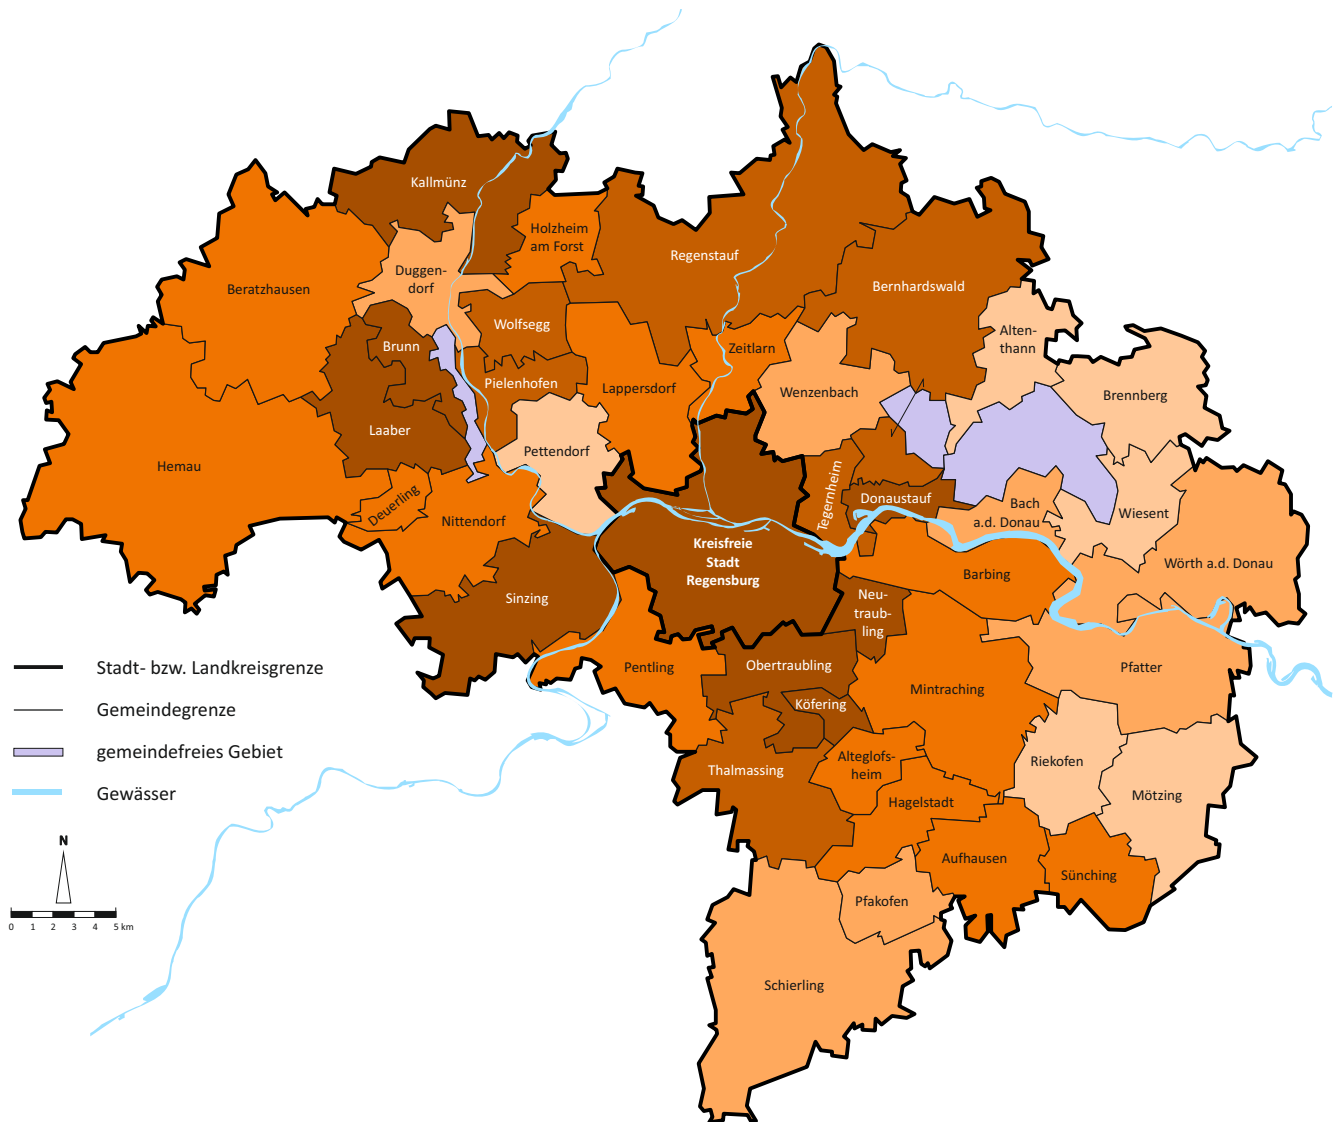 Kallmünz
Holzheim
am Forst
Regenstauf
Duggen-
dorf
Beratzhausen
Bernhardswald
Wolfsegg
Alten-
thann
Brunn
Zeitlarn
Pielenhofen
Lappersdorf
Wenzenbach
Brennberg
Laaber
Pettendorf
Hemau
Tegernheim
Donaustauf
Deuerling
Nittendorf
Bach
a.d. Donau
Wiesent
Kreisfreie
Stadt
Regensburg
Wörth a.d. Donau
Barbing
Sinzing
Neu-
traub-
ling
Stadt- bzw. Landkreisgrenze
Pentling
Obertraubling
Pfatter
Mintraching
Gemeindegrenze
Köfering
gemeindefreies Gebiet
Alteglofs-
heim
Riekofen
Thalmassing
Gewässer
Hagelstadt
Mötzing
N
Aufhausen
Sünching
Pfakofen
0 1 2 3 4 5 km
Schierling